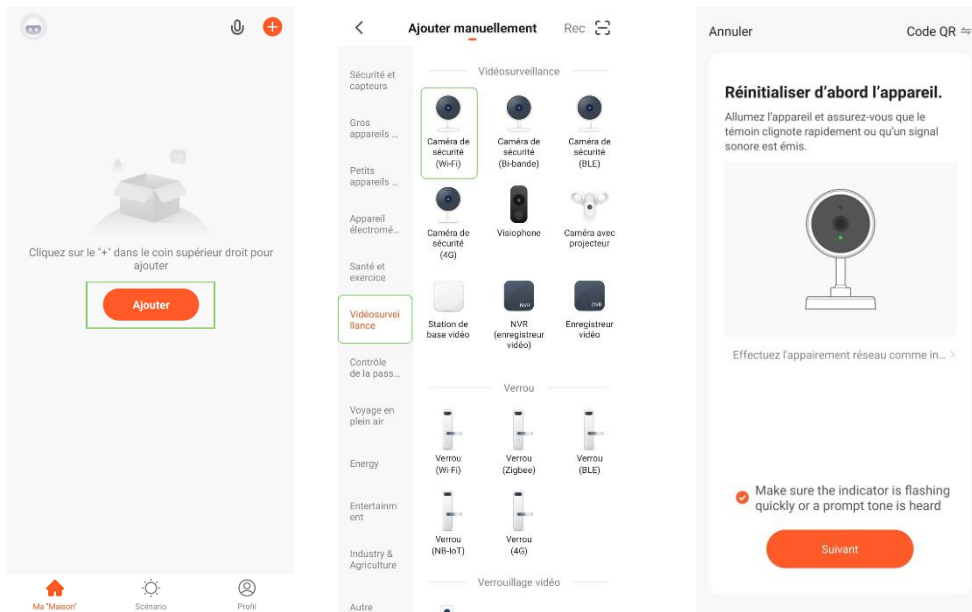 Cliquez sur le "+" dans le coin supérieur droit pour
ajouter
Ajouter
Ma "Maison"
Scénario
Profil
Ajouter manuellement
Rec
Sécurité et
capteurs
Gros
appareils ...
Petits
appareils ...
Appareil
électromé...
Santé et
exercice
Vidéosurvei
llance
Contrôle
de la pass...
Voyage en
plein air
Energy
Entertainm
ent
Industry &
Agriculture
Autre
Vidéosurveillance
Caméra de
sécurité
(Wi-Fi)
Caméra de
sécurité
(Bi-bande)
Caméra de
sécurité
(BLE)
Caméra de
sécurité
(4G)
Visiophone
Caméra avec
projecteur
Station de
base vidéo
NVR
NVR
(enregistreur
vidéo)
DVR
Enregistreur
vidéo
Verrou
Verrou
(Wi-Fi)
Verrou
(Zigbee)
Verrou
(BLE)
Verrou
(NB-IoT)
Verrou
(4G)
Verrouillage vidéo
Annuler
Code QR
Réinitialiser d'abord l'appareil.
Allumez l'appareil et assurez-vous que le
témoin clignote rapidement ou qu'un signal
sonore est émis.
Effectuez l'appairement réseau comme in...
Make sure the indicator is flashing
quickly or a prompt tone is heard
Suivant